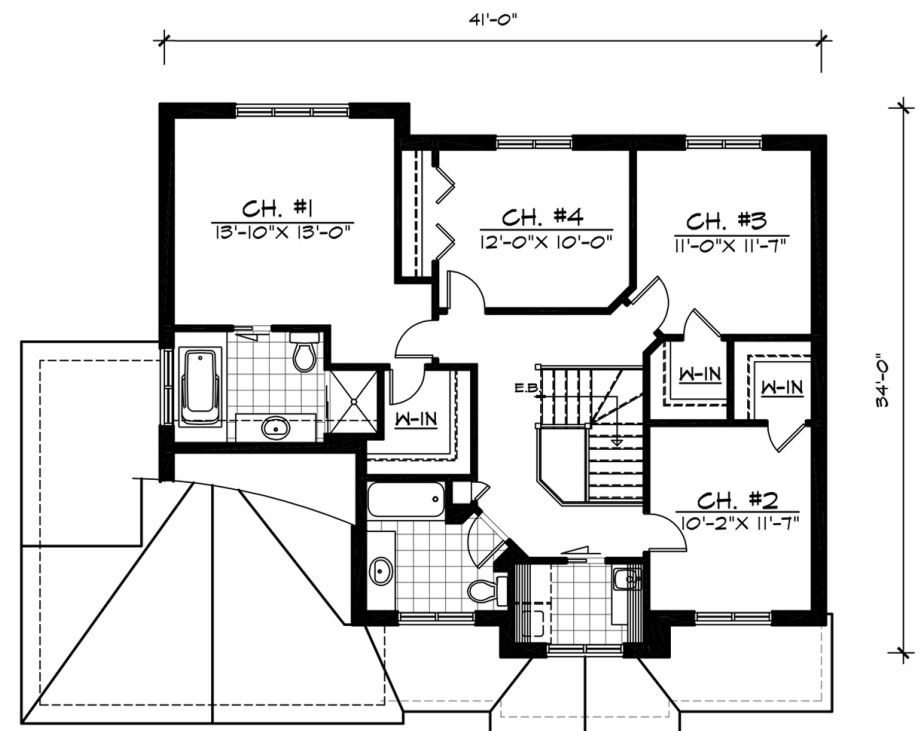 41'-0"
CH. #1
13'-10"X 13'-0"
CH. #4
12'-0"X 10'-0"
CH. #3
11'-0"X 11'-7"
34'-0"
W-IN
W-IN
E.B.
W-IN
CH. #2
10'-2"X 11'-7"